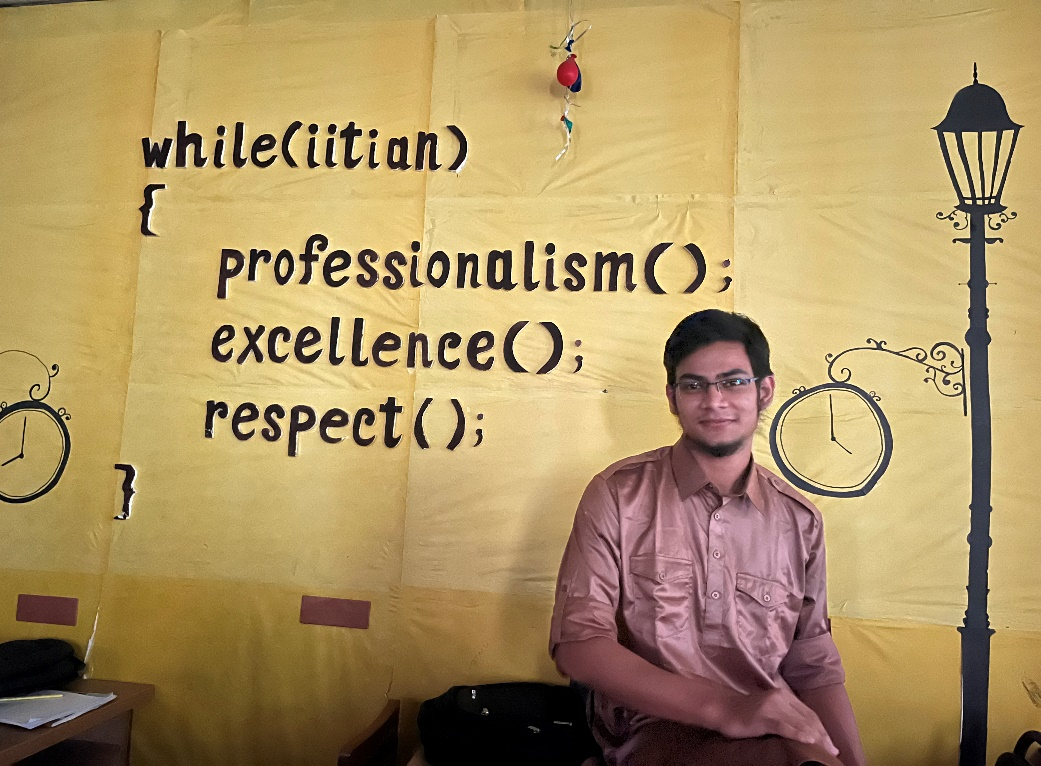 while(iitian)
{
professionalism();
excellence();
respect();
}